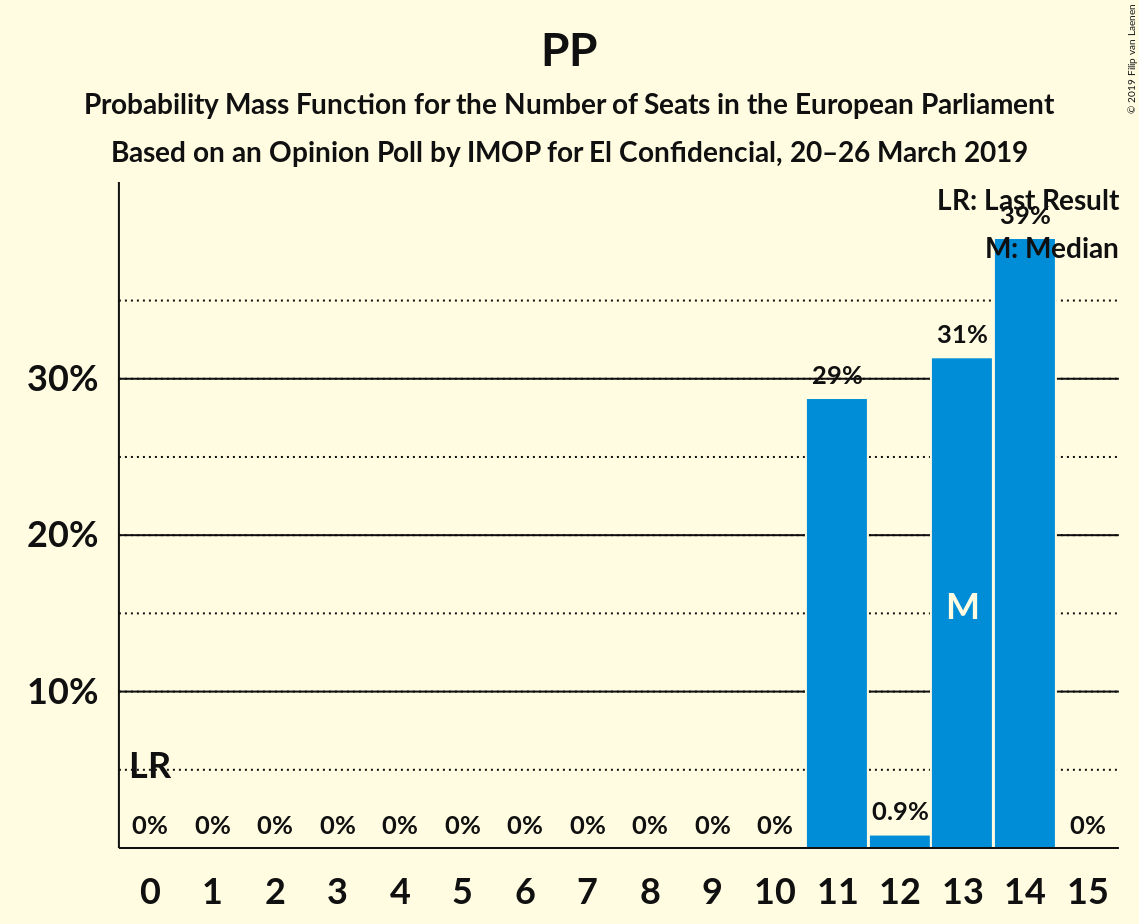 PP
Probability Mass Function for the Number of Seats in the European Parliament
Based on an Opinion Poll by IMOP for El Confidencial, 20–26 March 2019
© 2019 Filip van Laenen
LR: Last Result
M: Median
39%
31%
29%
30%
20%
10%
M
LR
0% 0% 0% 0% 0% 0% 0% 0% 0% 0% 0% 0.9% 0%
0 1 2 3 4 5 6 7 8 9 10 11 12 13 14 15